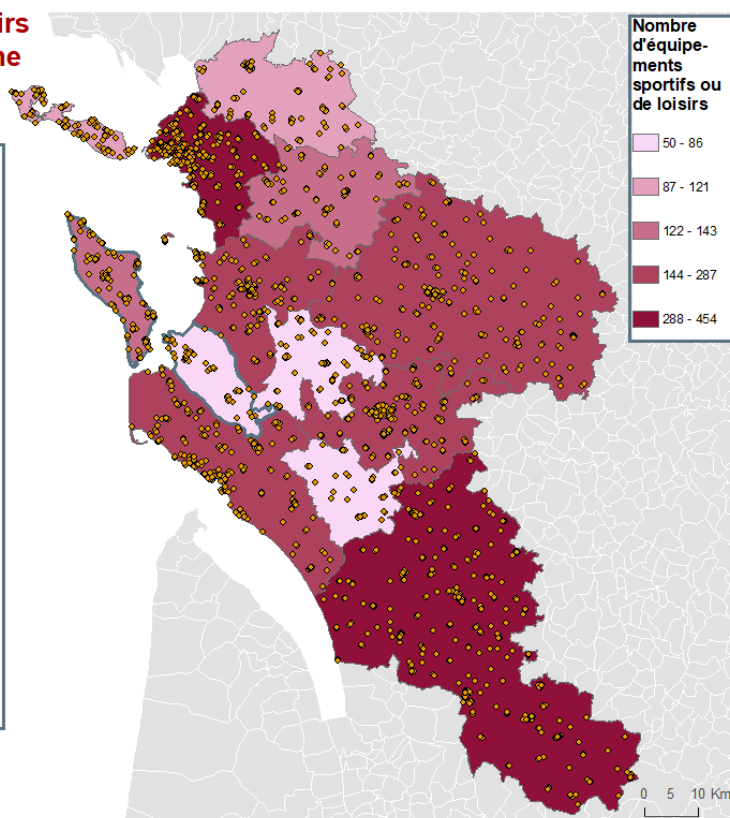 irs
ne
Nombre
d'équipe-
ments
sportifs ou
de loisirs
50 - 86
87 - 121
122 - 143
144 - 287
288 - 454
0 5 10 Km